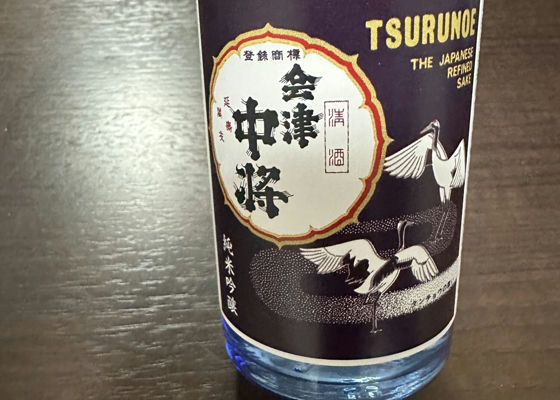 TSURUNOE
THE JAPANESE
REFINED
SAKE
登録商標
会津
中将
清酒
純米吟醸